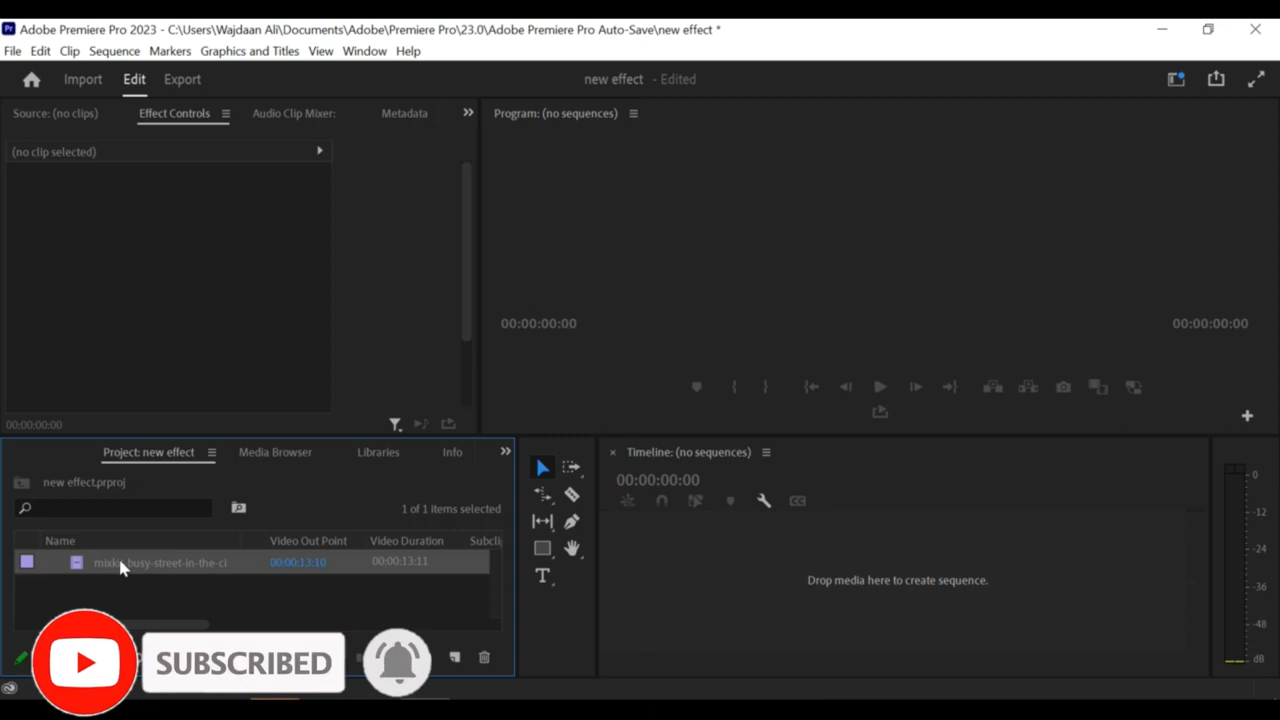 Adobe Premiere Pro 2023 - C:\Users\Wajdaan Ali\Documents\Adobe\Premiere Pro\23.0\Adobe Premiere Pro Auto-Save\new effect *
File Edit Clip Sequence Markers Graphics and Titles View Window Help
Import Edit Export new effect - Edited
Source: (no clips) Effect Controls Audio Clip Mixer: Metadata Program: (no sequences)
(no clip selected)
00:00:00:00 00:00:00:00
00:00:00:00
Project: new effect Media Browser Libraries Info Timeline: (no sequences)
new effect.prproj 00:00:00:00
1 of 1 items selected
Name Video Out Point Video Duration Subcli
busy-street-in-the-ci 00:00:13:10 00:00:13:11
Drop media here to create sequence.
0
-12
-24
-36
-48
dB
SUBSCRIBED